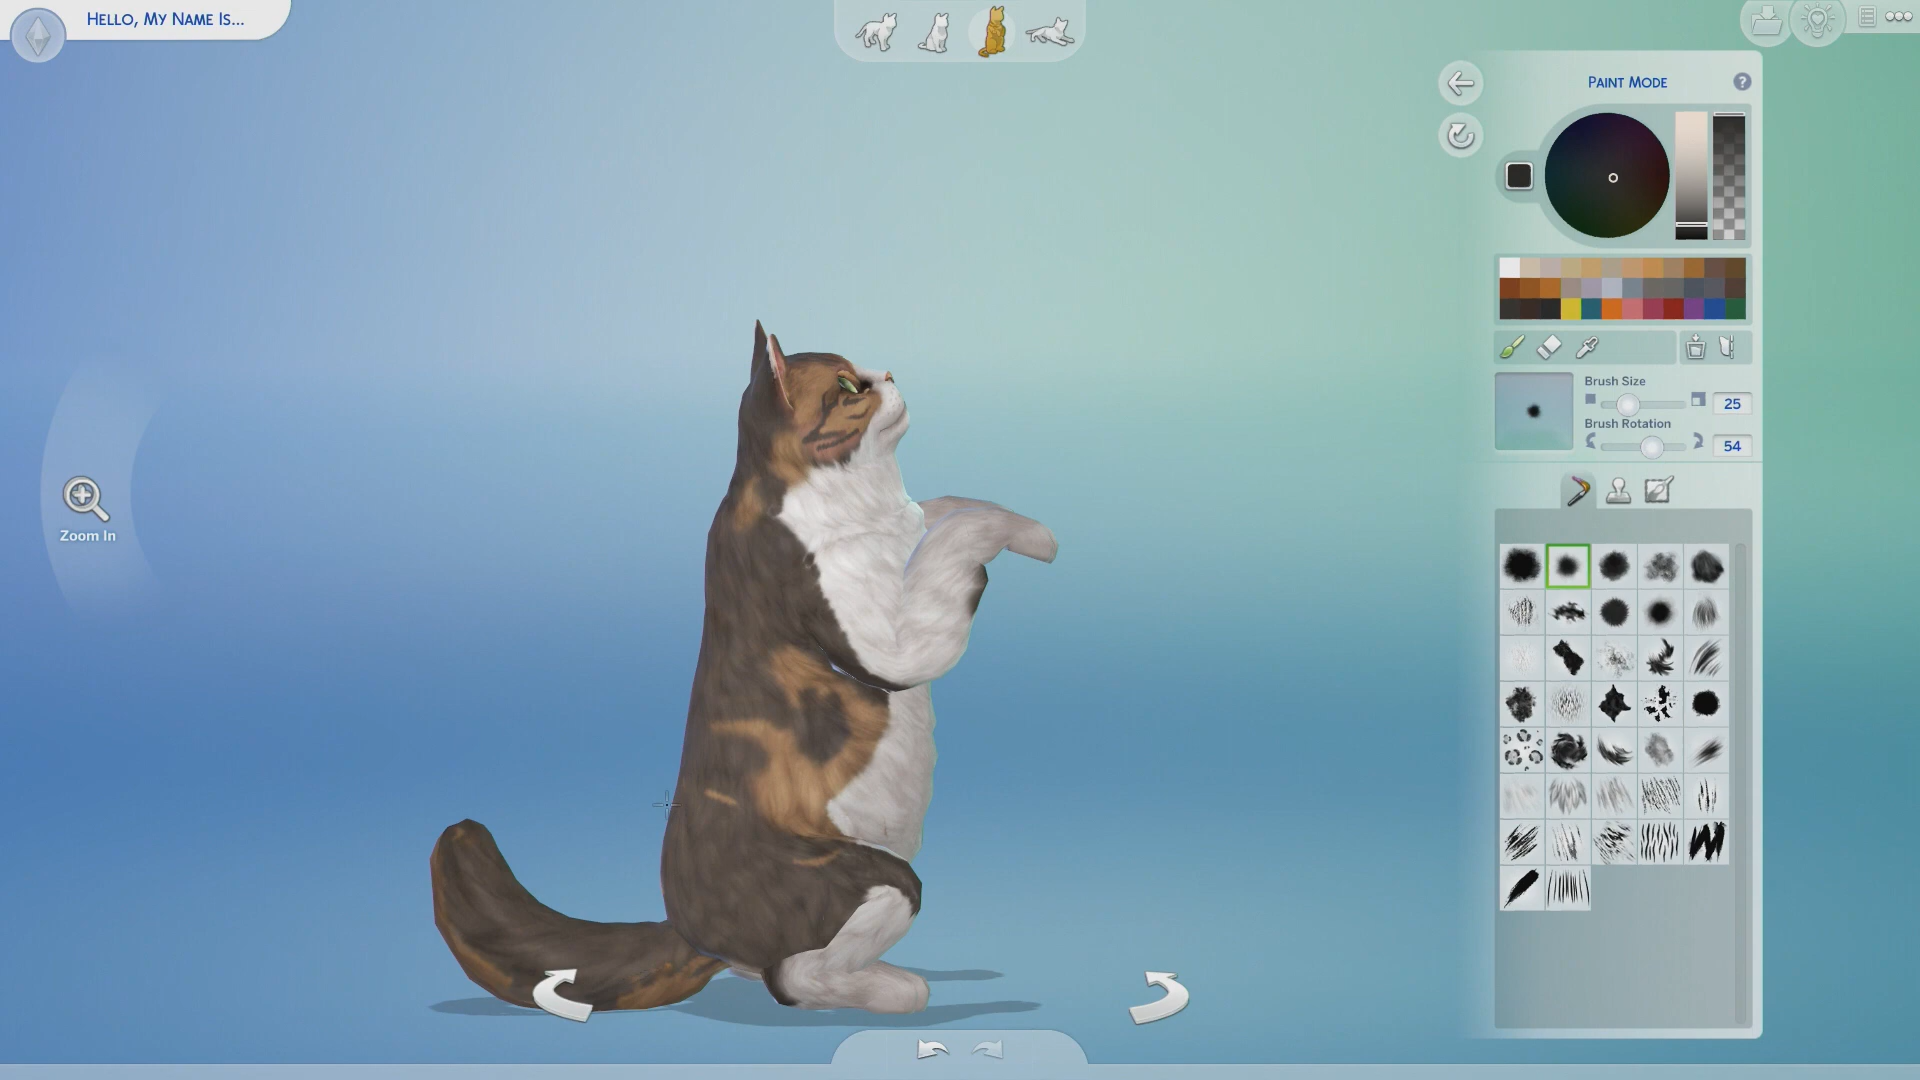 Hello, My Name Is...
Paint Mode
?
Brush Size
25
Brush Rotation
54
Zoom In